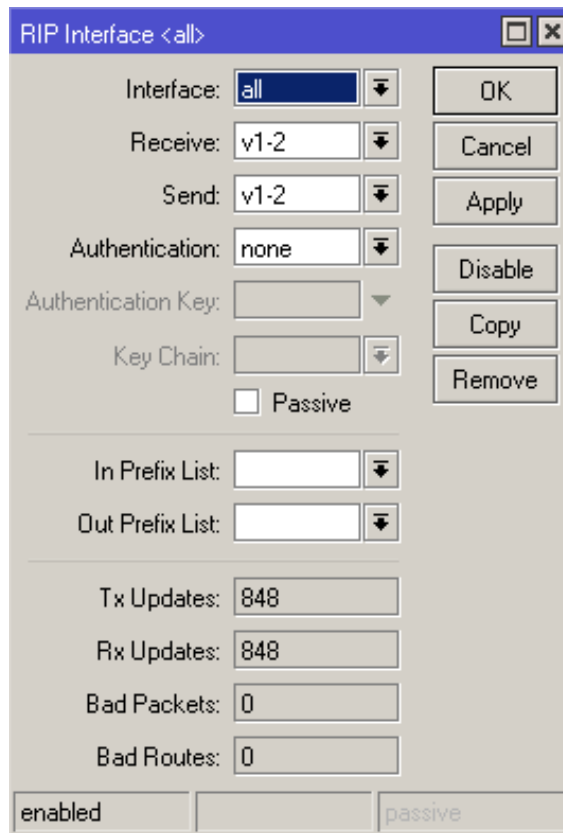 RIP Interface <all>
Interface: all
OK
Receive: v1-2
Cancel
Send: v1-2
Apply
Authentication: none
Disable
Authentication Key:
Copy
Key Chain:
Remove
Passive
In Prefix List:
Out Prefix List:
Tx Updates: 848
Rx Updates: 848
Bad Packets: 0
Bad Routes: 0
enabled
passive